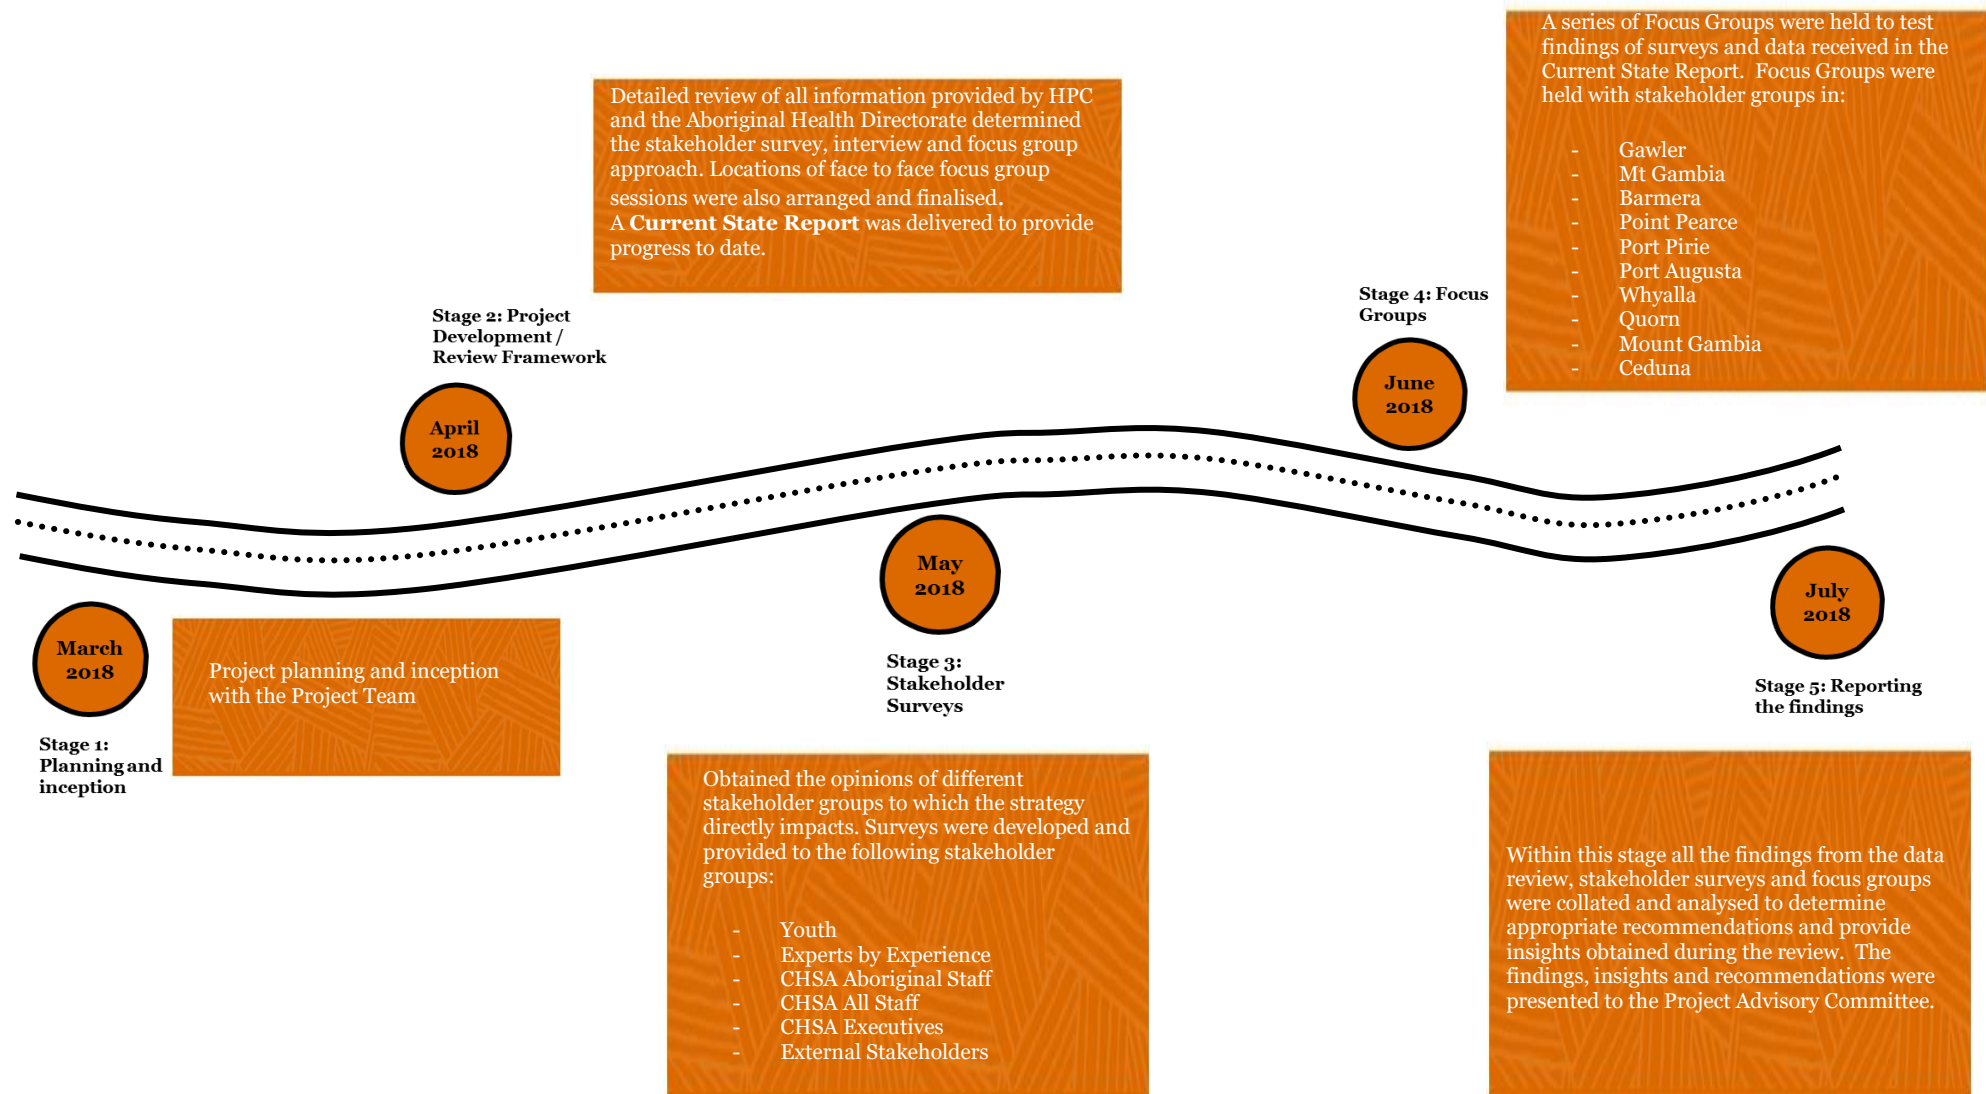 March
2018
Stage 1:
Planning and
inception
Project planning and inception
with the Project Team
Stage 2: Project
Development /
Review Framework
April
2018
Detailed review of all information provided by HPC
and the Aboriginal Health Directorate determined
the stakeholder survey, interview and focus group
approach. Locations of face to face focus group
sessions were also arranged and finalised.
A Current State Report was delivered to provide
progress to date.
May
2018
Stage 3:
Stakeholder
Surveys
Obtained the opinions of different
stakeholder groups to which the strategy
directly impacts. Surveys were developed and
provided to the following stakeholder
groups:
- Youth
- Experts by Experience
- CHSA Aboriginal Staff
- CHSA All Staff
- CHSA Executives
- External Stakeholders
Stage 4: Focus
Groups
June
2018
A series of Focus Groups were held to test
findings of surveys and data received in the
Current State Report. Focus Groups were
held with stakeholder groups in:
- Gawler
- Mt Gambia
- Barmera
- Point Pearce
- Port Pirie
- Port Augusta
- Whyalla
- Quorn
- Mount Gambia
- Ceduna
July
2018
Stage 5: Reporting
the findings
Within this stage all the findings from the data
review, stakeholder surveys and focus groups
were collated and analysed to determine
appropriate recommendations and provide
insights obtained during the review. The
findings, insights and recommendations were
presented to the Project Advisory Committee.